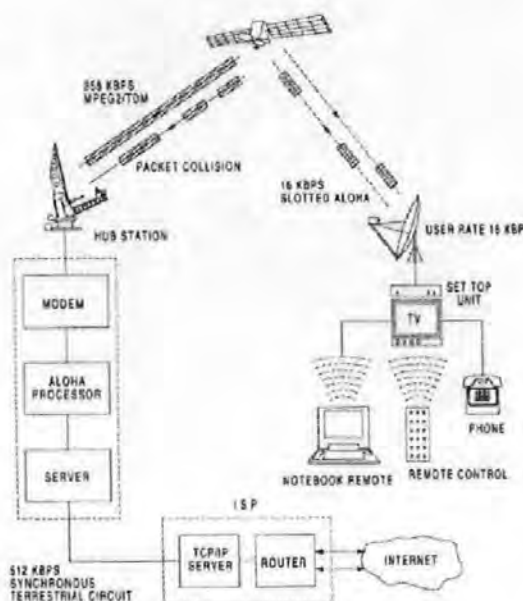 358 KBPS
MPEG2/TDM
PACKET COLLISION
16 KBPS
SLOTTED ALOHA
HUB STATION
USER RATE 16 KBP
SET TOP
UNIT
TV
MODEM
ALOHA
PROCESSOR
SERVER
PHONE
NOTEBOOK REMOTE
REMOTE CONTROL
I S P
TCP/IP
SERVER
ROUTER
INTERNET
512 KBPS
SYNCHRONOUS
TERRESTRIAL CIRCUIT